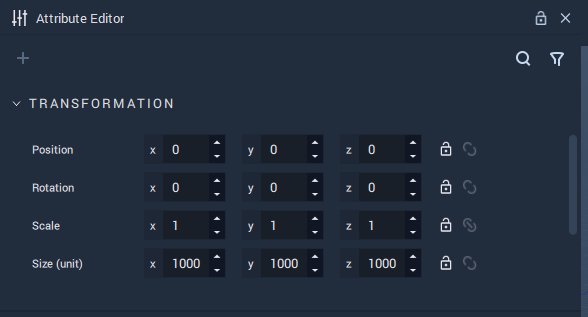 Attribute Editor
TRANSFORMATION
Position x 0 y 0 z 0
Rotation x 0 y 0 z 0
Scale x 1 y 1 z 1
Size (unit) x 1000 y 1000 z 1000